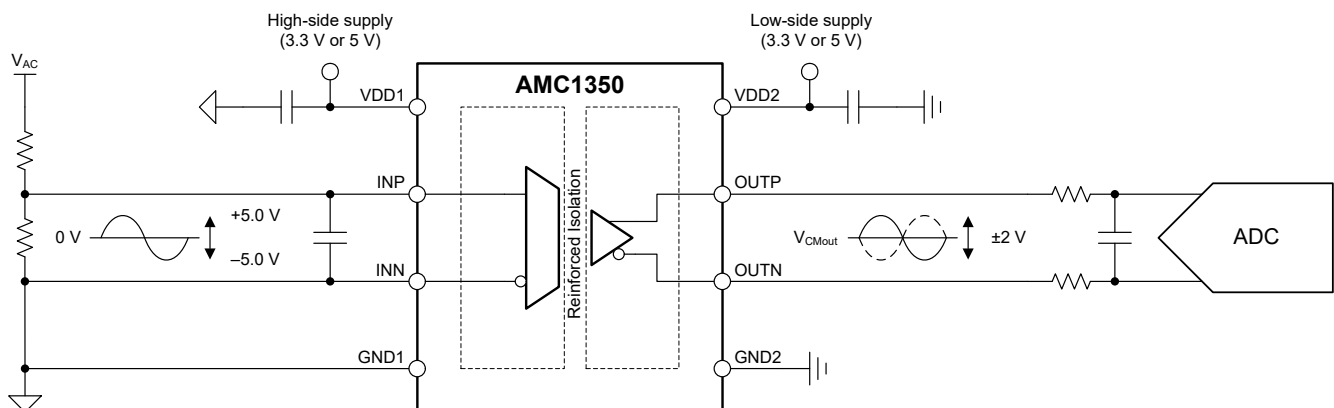 High-side supply
(3.3 V or 5 V)
Low-side supply
(3.3 V or 5 V)
VAC
AMC1350
VDD1
VDD2
INP
OUTP
Reinforced Isolation
0 V
+5.0 V
–5.0 V
VCMout
±2 V
ADC
INN
OUTN
GND1
GND2